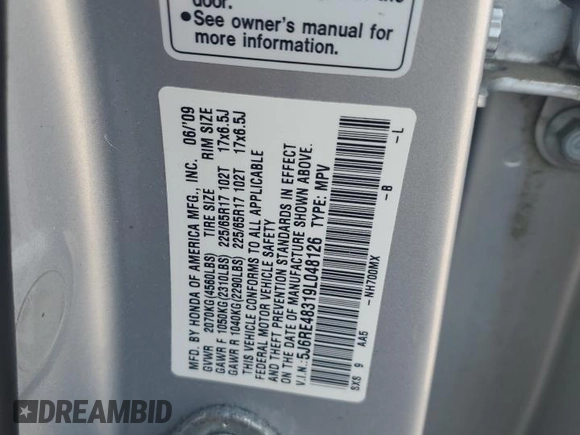 door.
●See owner's manual for
more information.
MFD. BY HONDA OF AMERICA MFG., INC. 06/'09
GVWR 2070KG(4560LBS) TIRE SIZE RIM SIZE
GAWR F 1050KG(2310LBS) 225/65R17 102T 17x6.5J
GAWR R 1040KG(2290LBS) 225/65R17 102T 17x6.5J
THIS VEHICLE CONFORMS TO ALL APPLICABLE
FEDERAL MOTOR VEHICLE SAFETY
AND THEFT PREVENTION STANDARDS IN EFFECT
ON THE DATE OF MANUFACTURE SHOWN ABOVE.
V.I.N.:5J6RE48319L048126 TYPE: MPV
-NH700MX -B -L
SXS 9 AA5
DREAMBID